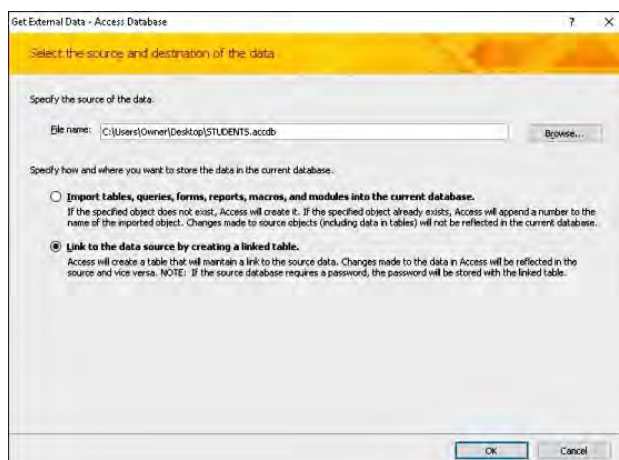 Get External Data - Access Database ? X
Select the source and destination of the data
Specify the source of the data.
File name: C:\Users\Owner\Desktop\STUDENTS.accdb Browse...
Specify how and where you want to store the data in the current database.
Import tables, queries, forms, reports, macros, and modules into the current database.
If the specified object does not exist, Access will create it. If the specified object already exists, Access will append a number to the
name of the imported object. Changes made to source objects (including data in tables) will not be reflected in the current database.
Link to the data source by creating a linked table.
Access will create a table that will maintain a link to the source data. Changes made to the data in Access will be reflected in the
source and vice versa. NOTE: If the source database requires a password, the password will be stored with the linked table.
OK Cancel